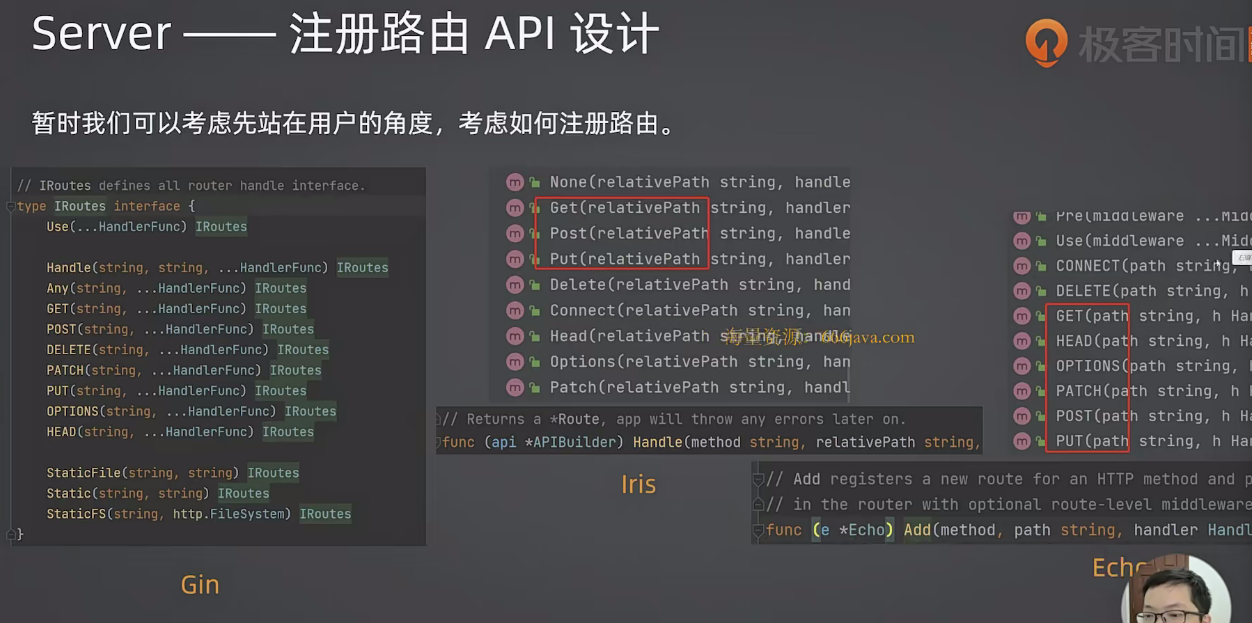 Server —— 注册路由 API 设计
极客时间
暂时我们可以考虑先站在用户的角度，考虑如何注册路由。
// IRoutes defines all router handle interface.
type IRoutes interface {
Use(...HandlerFunc) IRoutes
Handle(string, string, ...HandlerFunc) IRoutes
Any(string, ...HandlerFunc) IRoutes
GET(string, ...HandlerFunc) IRoutes
POST(string, ...HandlerFunc) IRoutes
DELETE(string, ...HandlerFunc) IRoutes
PATCH(string, ...HandlerFunc) IRoutes
PUT(string, ...HandlerFunc) IRoutes
OPTIONS(string, ...HandlerFunc) IRoutes
HEAD(string, ...HandlerFunc) IRoutes
StaticFile(string, string) IRoutes
Static(string, string) IRoutes
StaticFS(string, http.FileSystem) IRoutes
}
Gin
m None(relativePath string, handle
m Get(relativePath string, handler
m Post(relativePath string, handle
m Put(relativePath string, handler
m Delete(relativePath string, hand
m Connect(relativePath string, han
m Head(relativePath string, handle
m Options(relativePath string, han
m Patch(relativePath string, handl
海量资源：666java.com
// Returns a *Route, app will throw any errors later on.
func (api *APIBuilder) Handle(method string, relativePath string,
Iris
m Pre(middleware ...Mid
m Use(middleware ...Mid
m CONNECT(path string,
m DELETE(path string, h
m GET(path string, h Ha
m HEAD(path string, h H
m OPTIONS(path string,
m PATCH(path string, h
m POST(path string, h H
m PUT(path string, h Ha
// Add registers a new route for an HTTP method and p
// in the router with optional route-level middleware
func (e *Echo) Add(method, path string, handler Handl
Echo